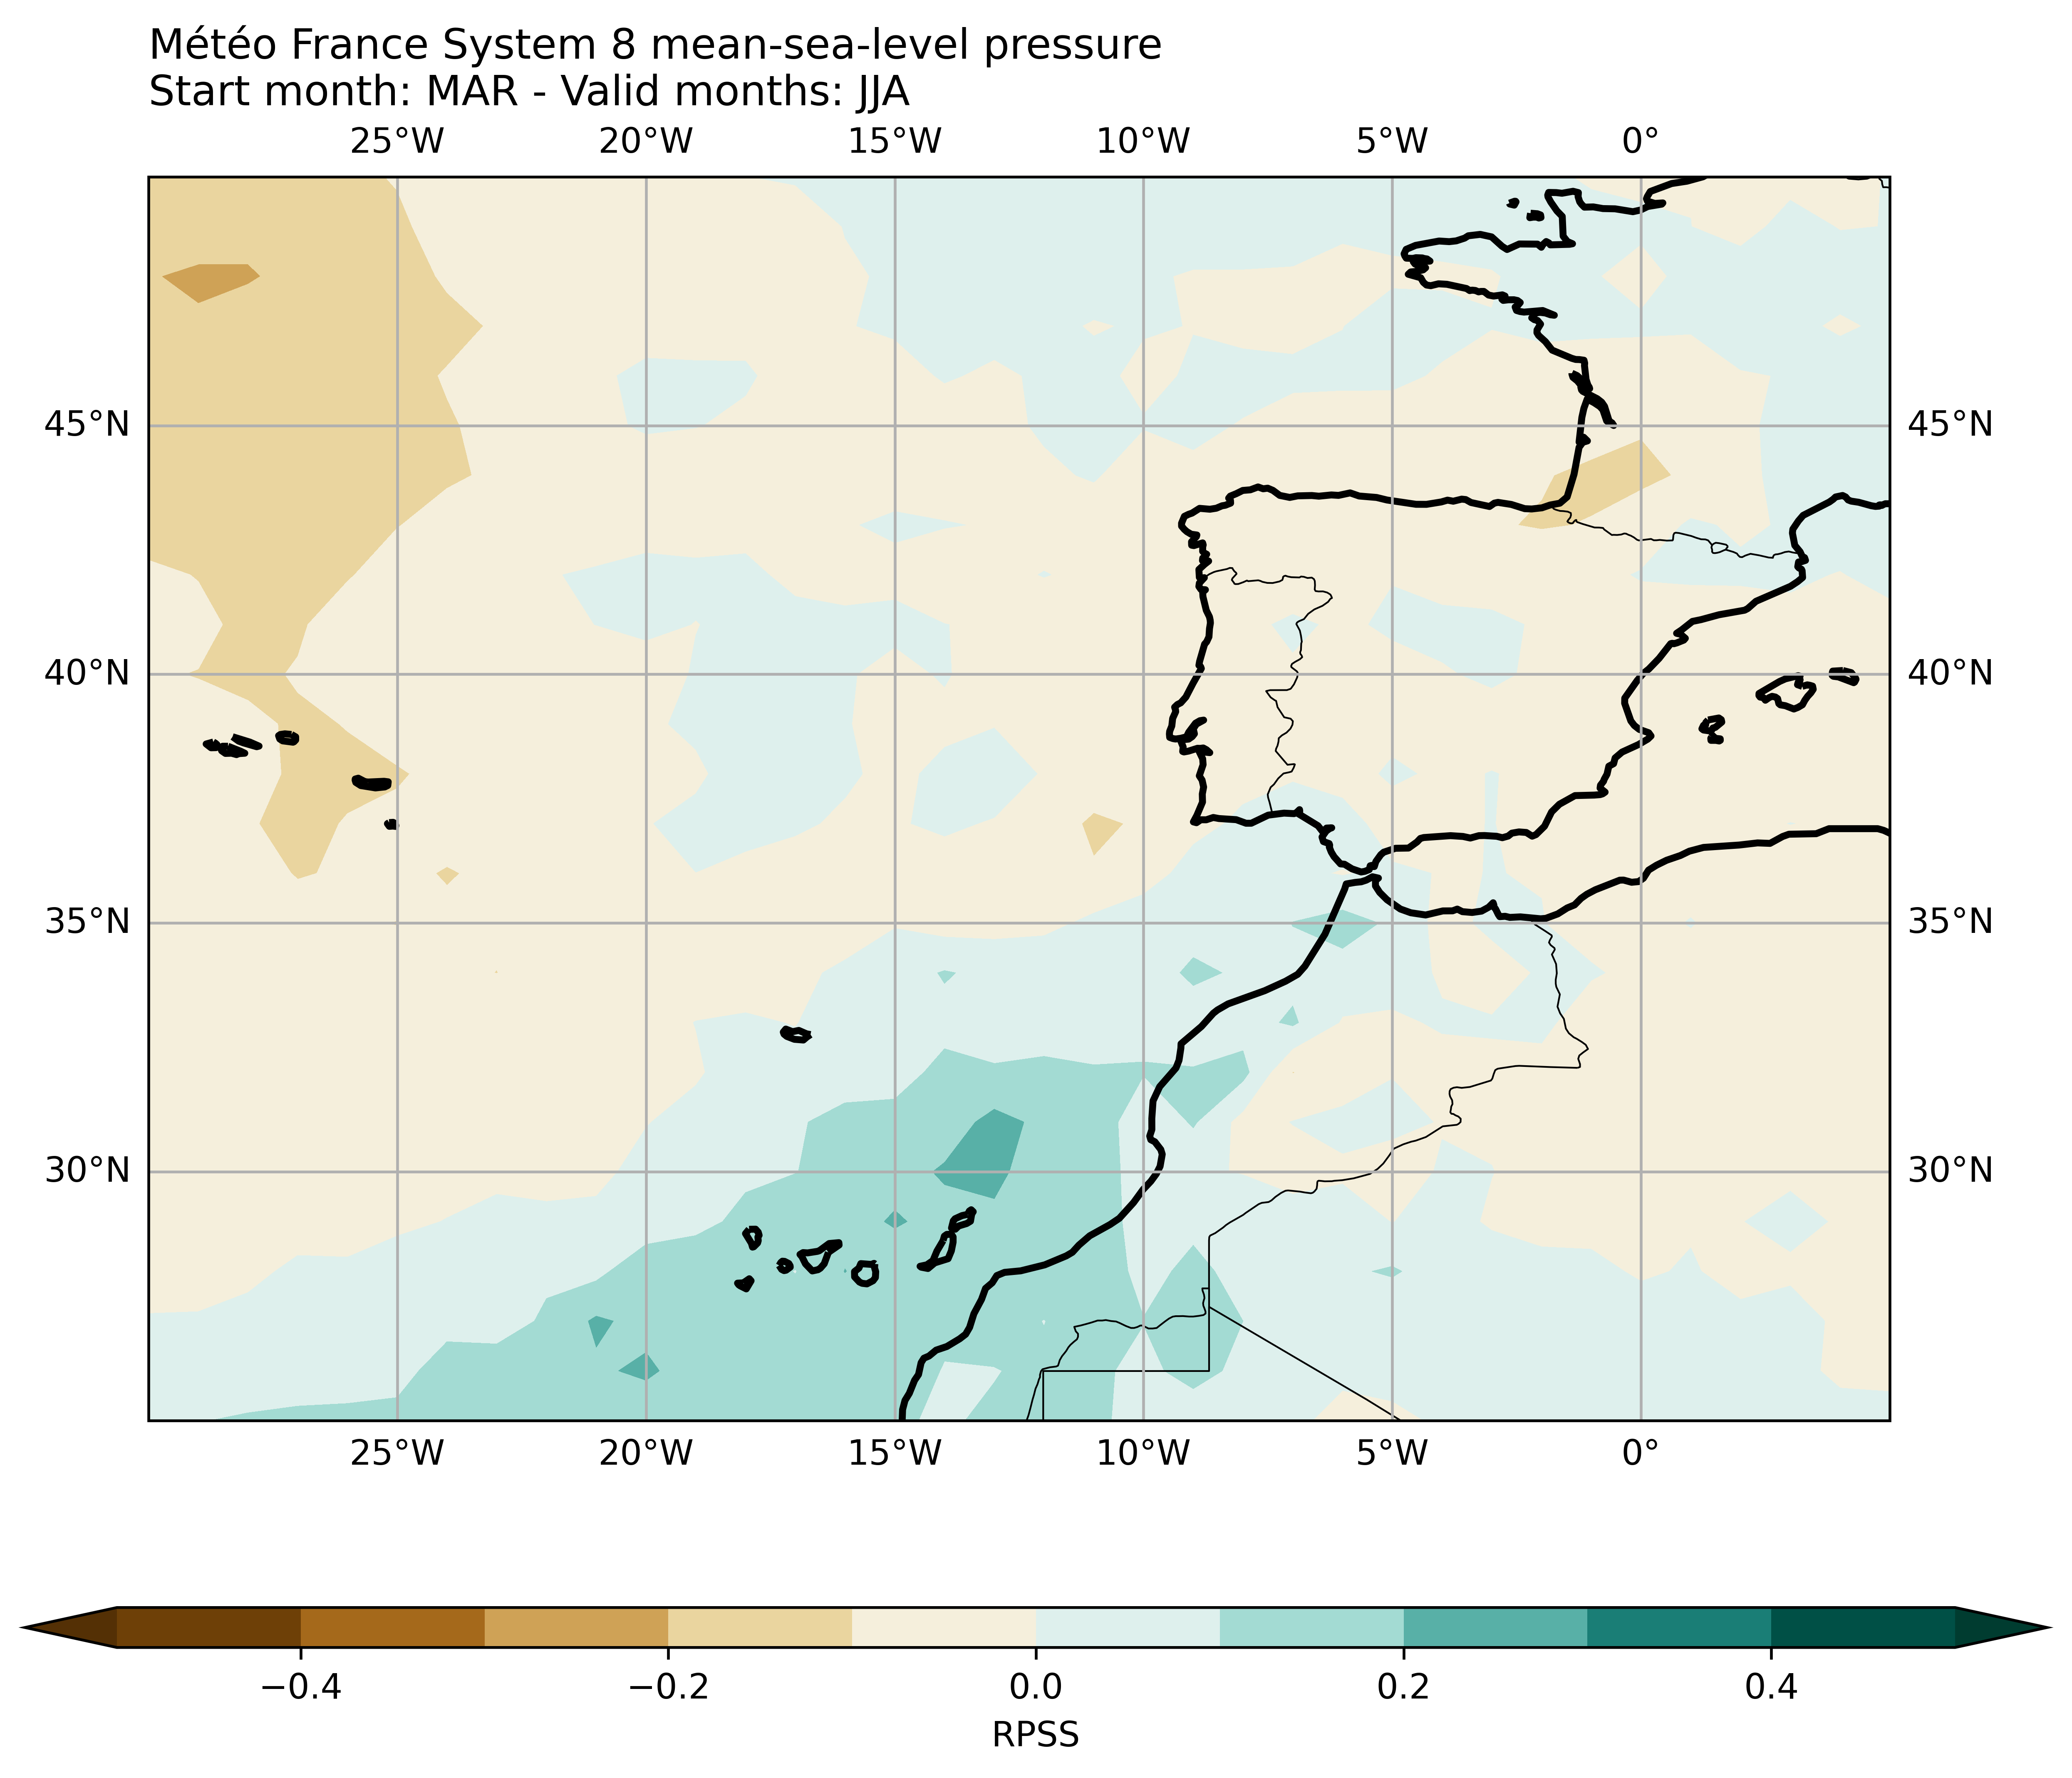 Météo France System 8 mean-sea-level pressure
Start month: MAR - Valid months: JJA
25°W 20°W 15°W 10°W 5°W 0°
45°N 45°N
40°N 40°N
35°N 35°N
30°N 30°N
25°W 20°W 15°W 10°W 5°W 0°
−0.4 −0.2 0.0 0.2 0.4
RPSS